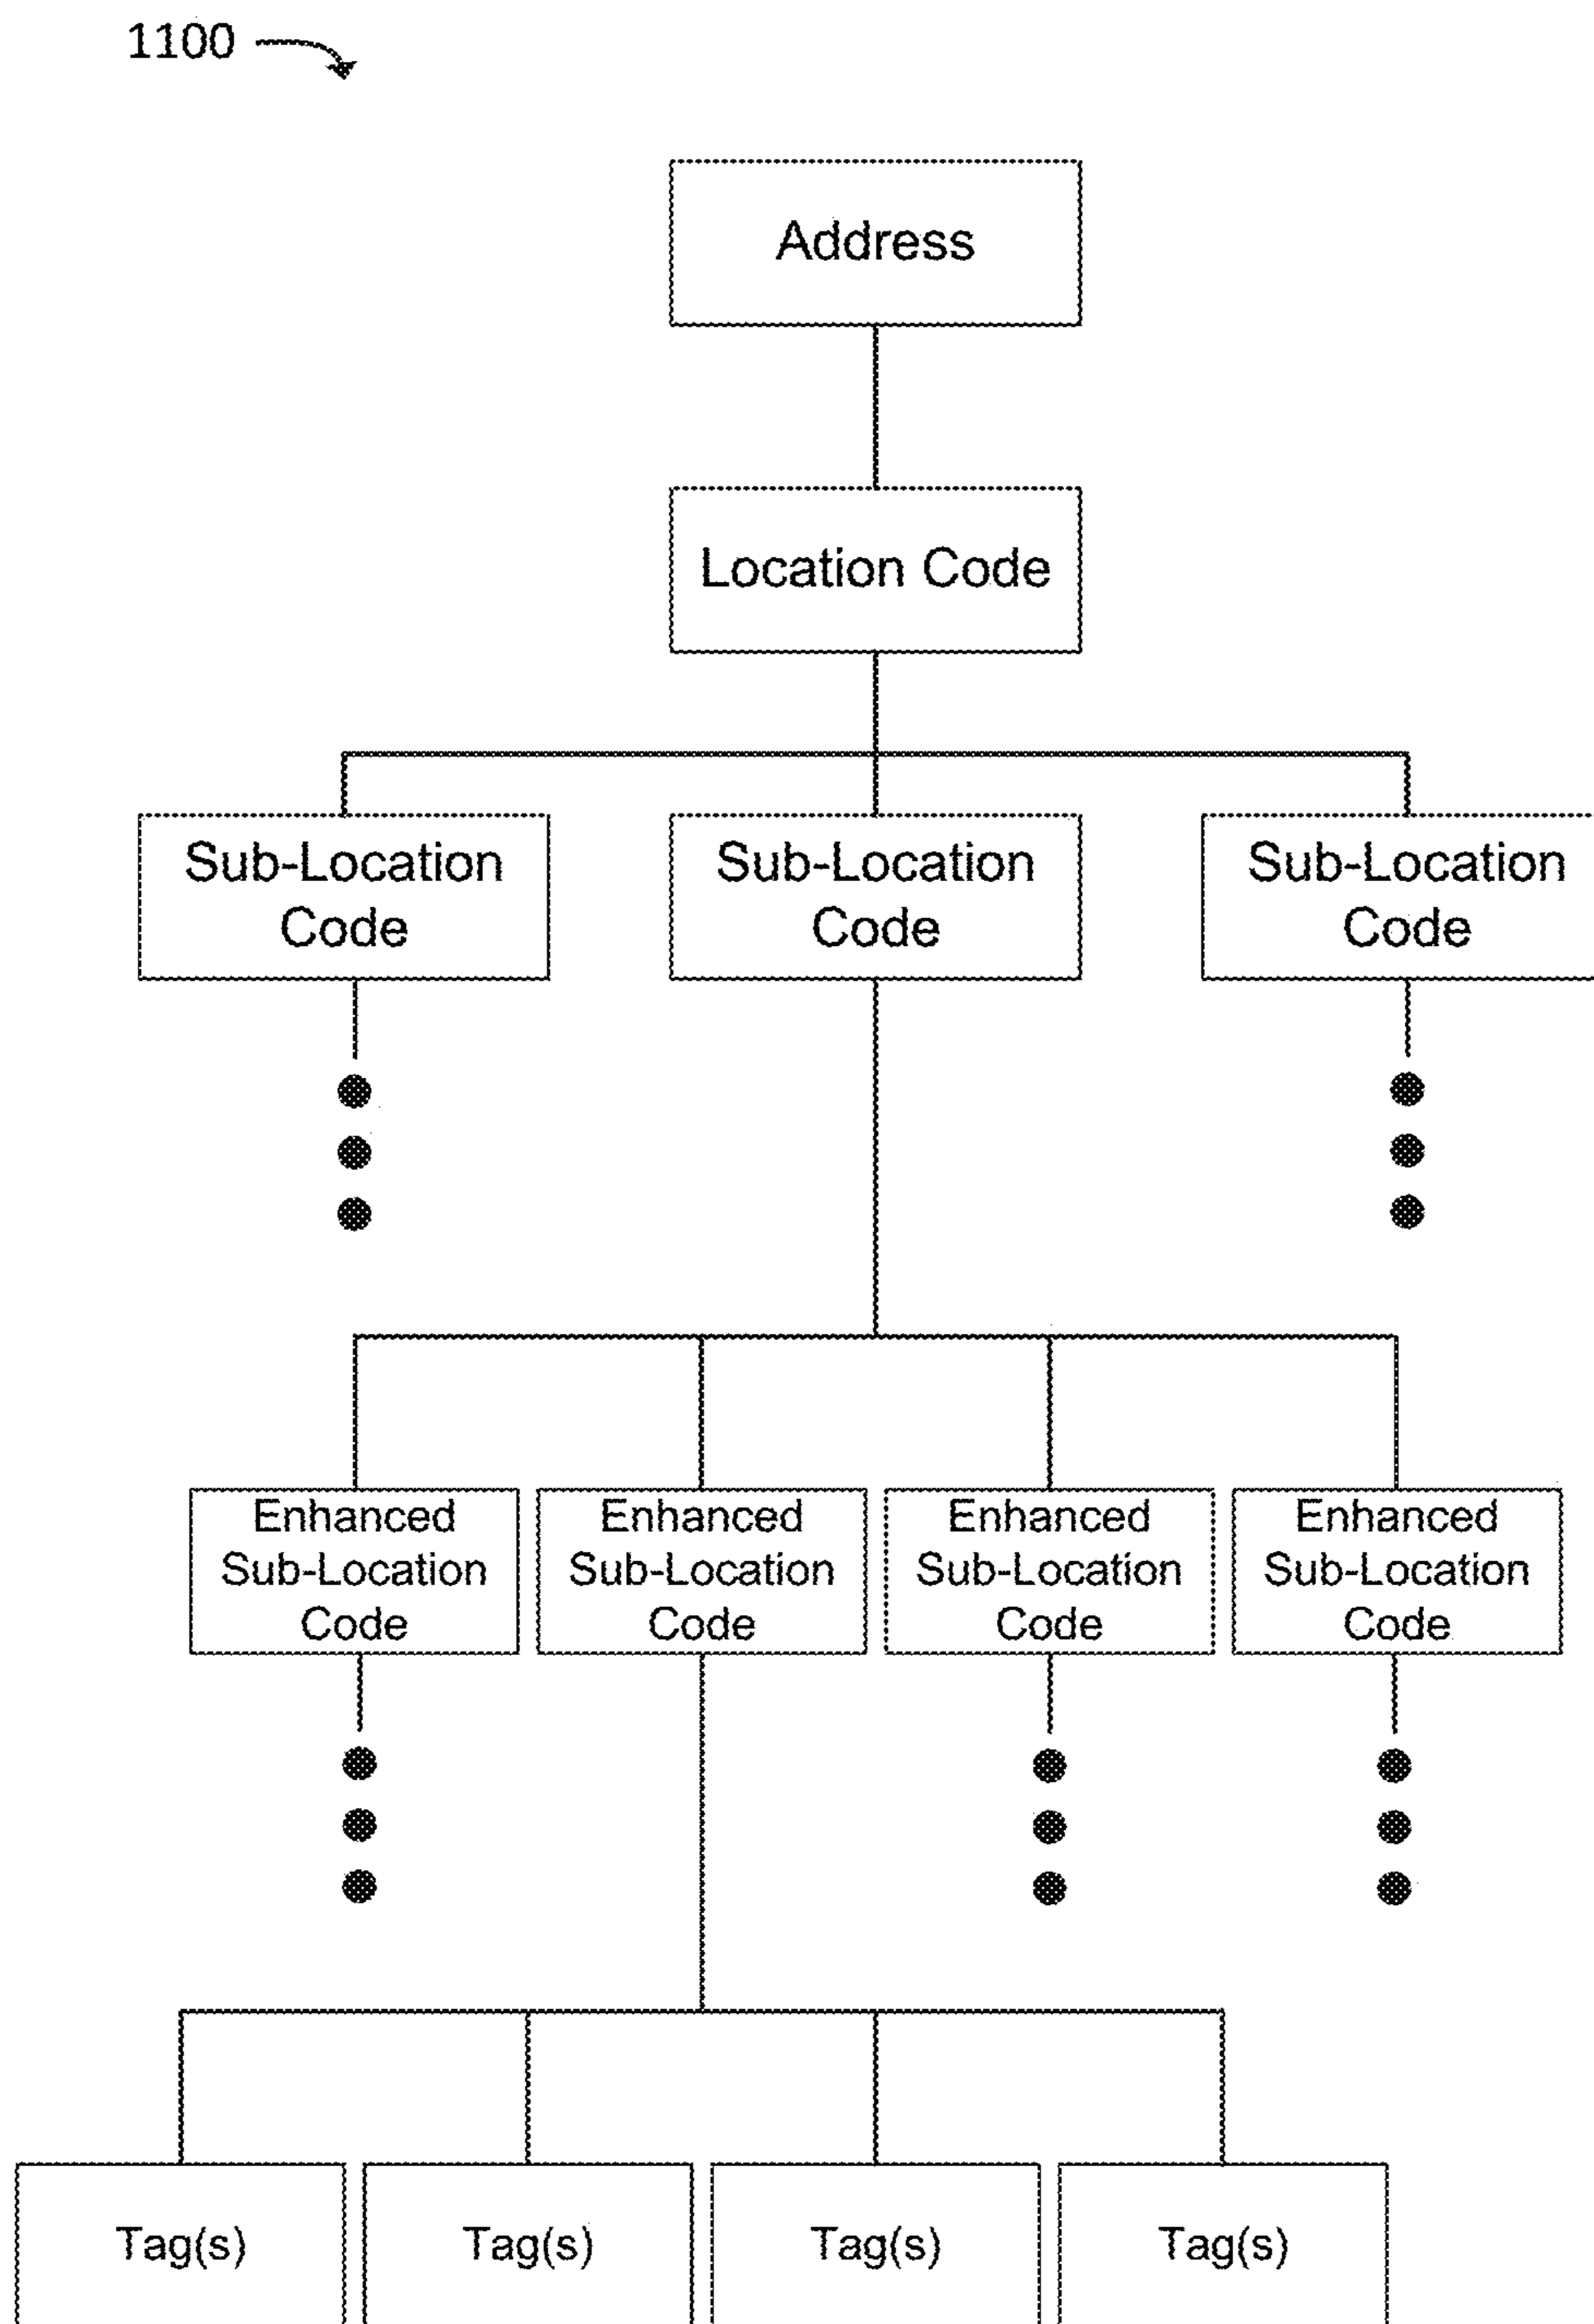 1100
Address
Location Code
Sub-Location
Code
Sub-Location
Code
Sub-Location
Code
Enhanced
Sub-Location
Code
Enhanced
Sub-Location
Code
Enhanced
Sub-Location
Code
Enhanced
Sub-Location
Code
Tag(s)
Tag(s)
Tag(s)
Tag(s)